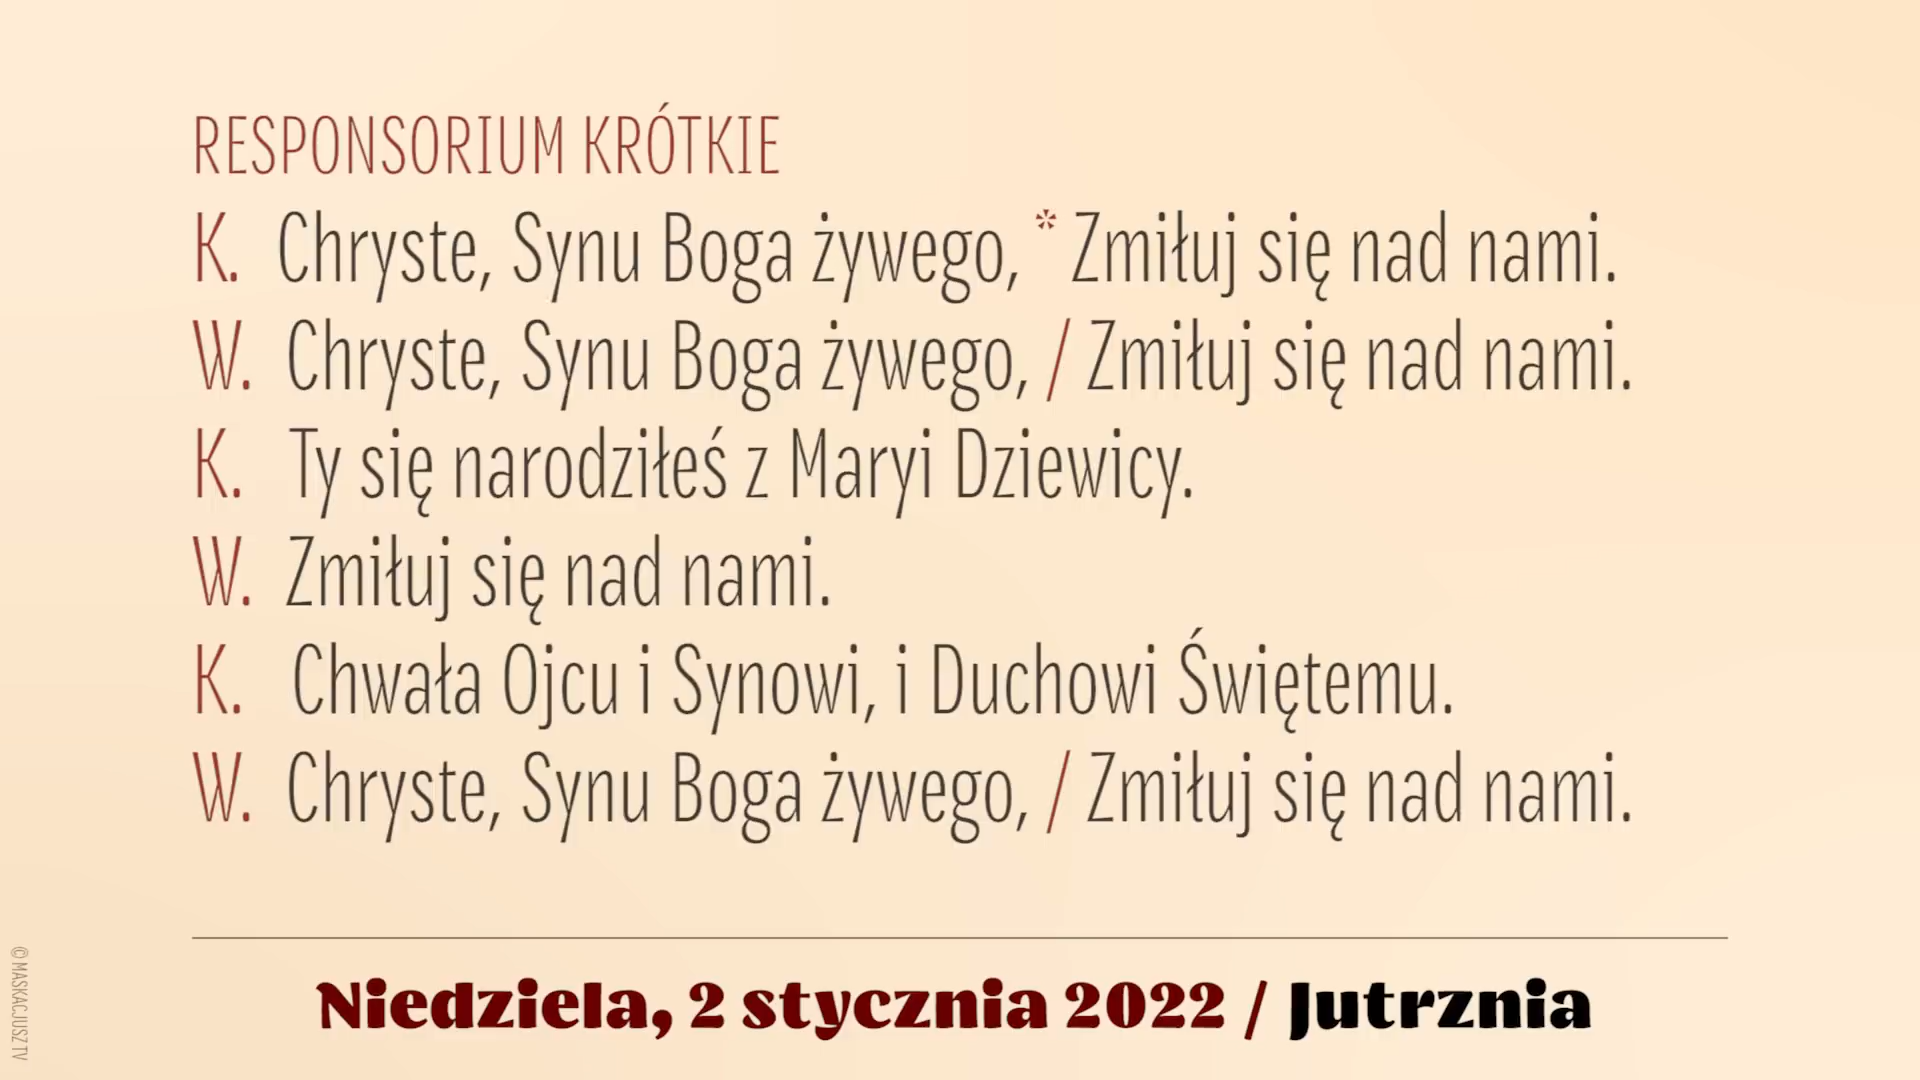 RESPONSORIUM KRÓTKIE
K. Chryste, Synu Boga żywego, * Zmiłuj się nad nami.
W. Chryste, Synu Boga żywego, / Zmiłuj się nad nami.
K. Ty się narodziłeś z Maryi Dziewicy.
W. Zmiłuj się nad nami.
K. Chwała Ojcu i Synowi, i Duchowi Świętemu.
W. Chryste, Synu Boga żywego, / Zmiłuj się nad nami.
Niedziela, 2 stycznia 2022 / Jutrznia
© MASKACJUSZ TV